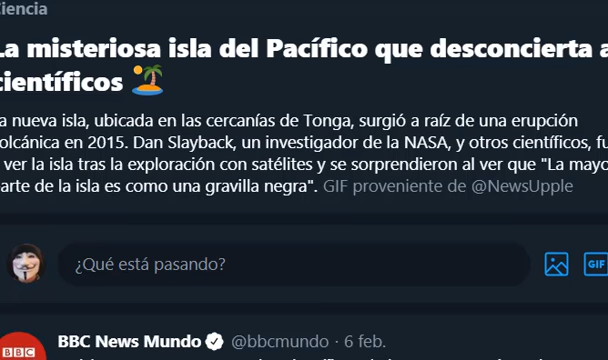 Ciencia
La misteriosa isla del Pacífico que desconcierta a
científicos
La nueva isla, ubicada en las cercanías de Tonga, surgió a raíz de una erupción
volcánica en 2015. Dan Slayback, un investigador de la NASA, y otros científicos,
ver la isla tras la exploración con satélites y se sorprendieron al ver que "La
parte de la isla es como una gravilla negra". GIF proveniente de @NewsUpple
¿Qué está pasando?
GIF
BBC News Mundo @bbcmundo · 6 feb.
BBC